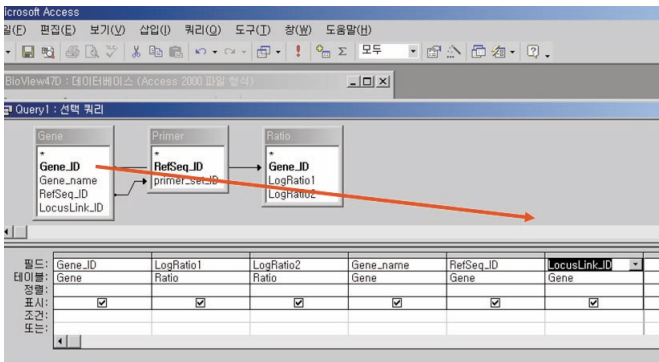 icrosoft Access
일(F) 편집(E) 보기(V) 삽입(I) 쿼리(Q) 도구(T) 창(W) 도움말(H)
Σ 모두
BioView47D : 데이터베이스 (Access 2000 파일 형식)
Query1 : 선택 쿼리
Gene Primer Ratio
* * *
Gene_ID RefSeq_ID Gene_ID
Gene_name primer_set_ID LogRatio1
RefSeq_ID LogRatio2
LocusLink_ID
필드: Gene_ID LogRatio1 LogRatio2 Gene_name RefSeq_ID LocusLink_ID
테이블: Gene Ratio Ratio Gene Gene Gene
정렬:
표시:
조건:
또는: